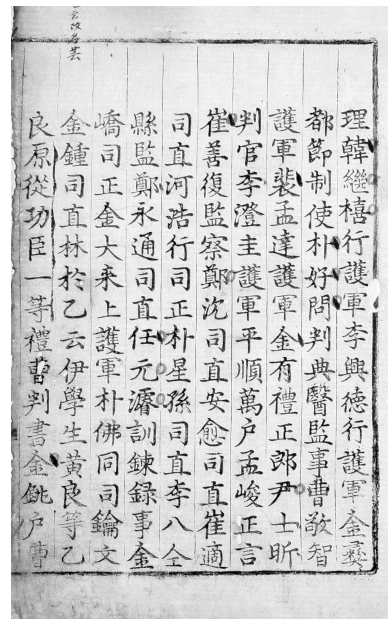 理韓繼禧行護軍李興德行護軍金彛
都節制使朴好問判典醫監事曹敬智
護軍裴孟達護軍金有禮正郎尹士昕
判官李澄主護軍平順萬户孟峻正言
崔善復監察鄭沈司直安愈司直崔適
司直河浩行司正朴星孫司直李八仝
縣監鄭永通司直任元濬訓鍊録事金
嶠司正金大來上護軍朴佛同司鑰文
金鍾司直林於乙云伊學生黄良等乙
良原從功臣一等禮曹判書金銚户曹